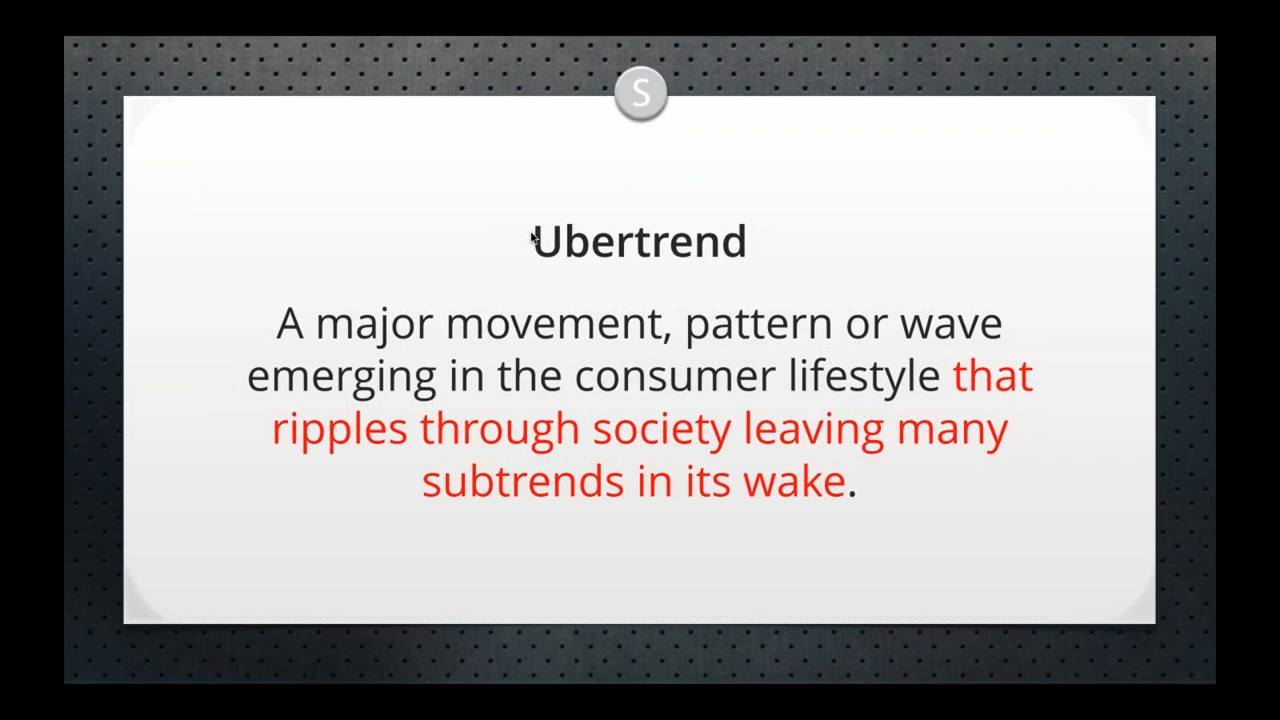 S
Ubertrend
A major movement, pattern or wave
emerging in the consumer lifestyle that
ripples through society leaving many
subtrends in its wake.